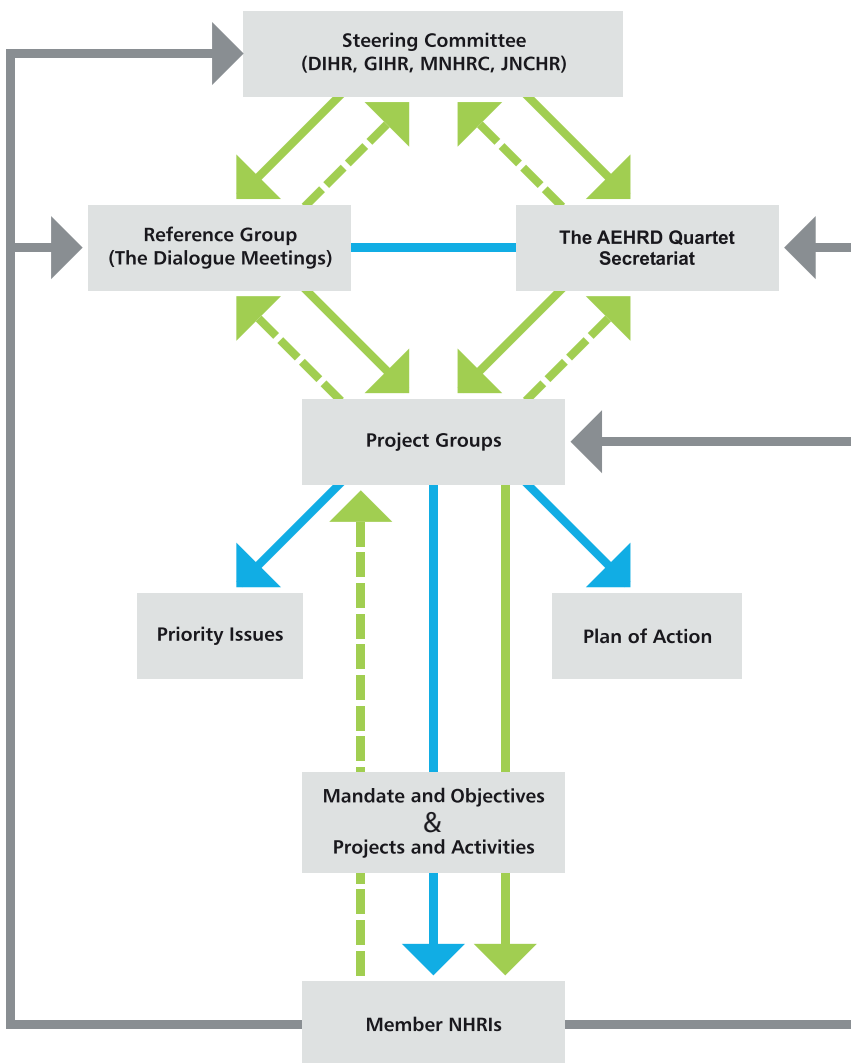 Steering Committee
(DIHR, GIHR, MNHRC, JNCHR)
Reference Group
(The Dialogue Meetings)
The AEHRD Quartet
Secretariat
Project Groups
Priority Issues
Plan of Action
Mandate and Objectives
&
Projects and Activities
Member NHRIs